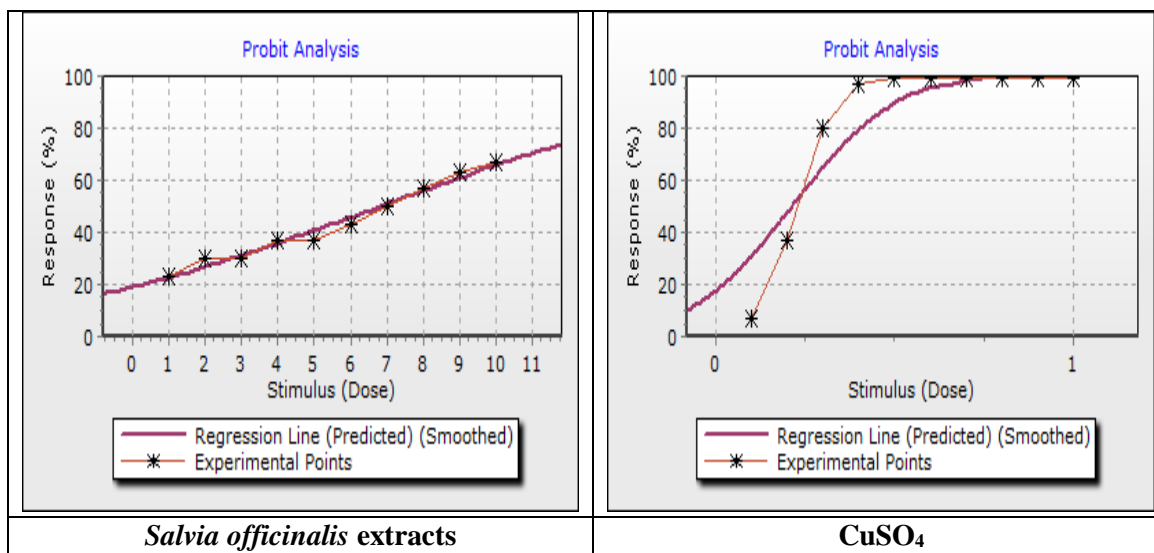 Probit Analysis
Response (%)
100
80
60
40
20
0
0 1 2 3 4 5 6 7 8 9 10 11
Stimulus (Dose)
Regression Line (Predicted) (Smoothed)
Experimental Points
Salvia officinalis extracts
Probit Analysis
Response (%)
100
80
60
40
20
0
0 1
Stimulus (Dose)
Regression Line (Predicted) (Smoothed)
Experimental Points
CuSO₄